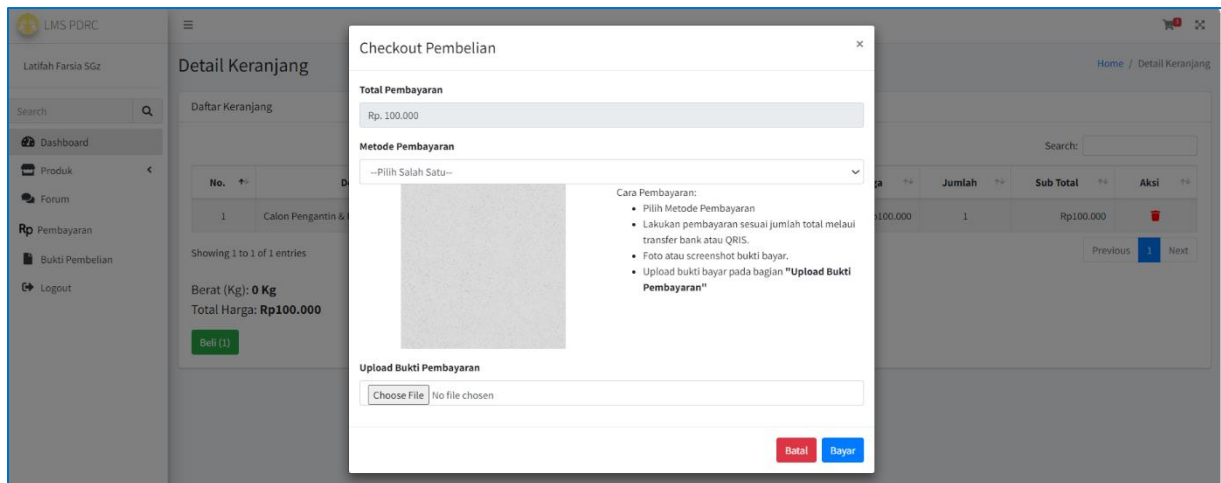 LMS PDRC
3
Latifah Farsia SGz
Search
Dashboard
Produk
Forum
Rp Pembayaran
Bukti Pembelian
Logout
Detail Keranjang
Home / Detail Keranjang
Daftar Keranjang
Search:
No.
Jumlah
Sub Total
Aksi
1
Calon Pengantin &
100.000
1
Rp100.000
Showing 1 to 1 of 1 entries
Previous
1
Next
Berat (Kg): 0 Kg
Total Harga: Rp100.000
Beli (1)
Checkout Pembelian
×
Total Pembayaran
Rp. 100.000
Metode Pembayaran
--Pilih Salah Satu--
Cara Pembayaran:
• Pilih Metode Pembayaran
• Lakukan pembayaran sesuai jumlah total melaui
transfer bank atau QRIS.
• Foto atau screenshot bukti bayar.
• Upload bukti bayar pada bagian "Upload Bukti
Pembayaran"
Upload Bukti Pembayaran
Choose File No file chosen
Batal
Bayar